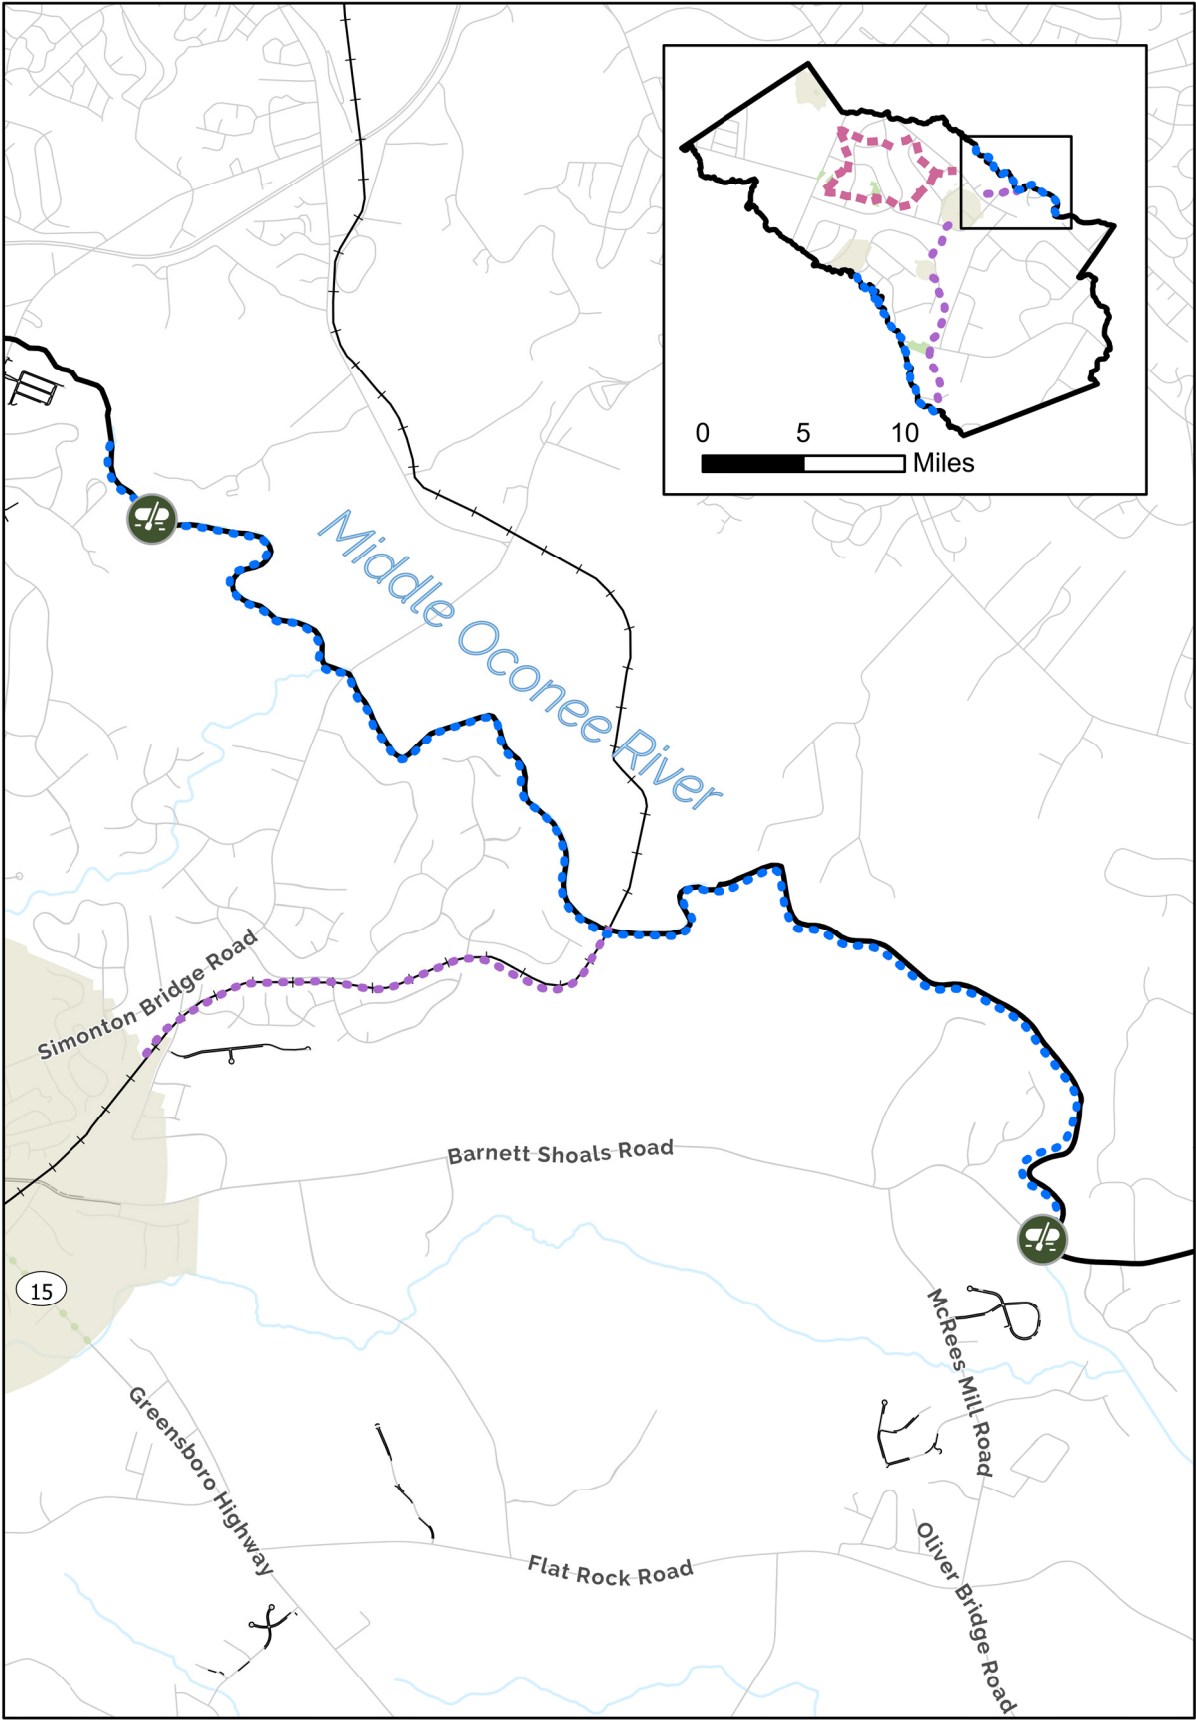 0 5 10
Miles
Middle Oconee River
Simonton Bridge Road
Barnett Shoals Road
15
McRees Mill Road
Greensboro Highway
Flat Rock Road
Oliver Bridge Road